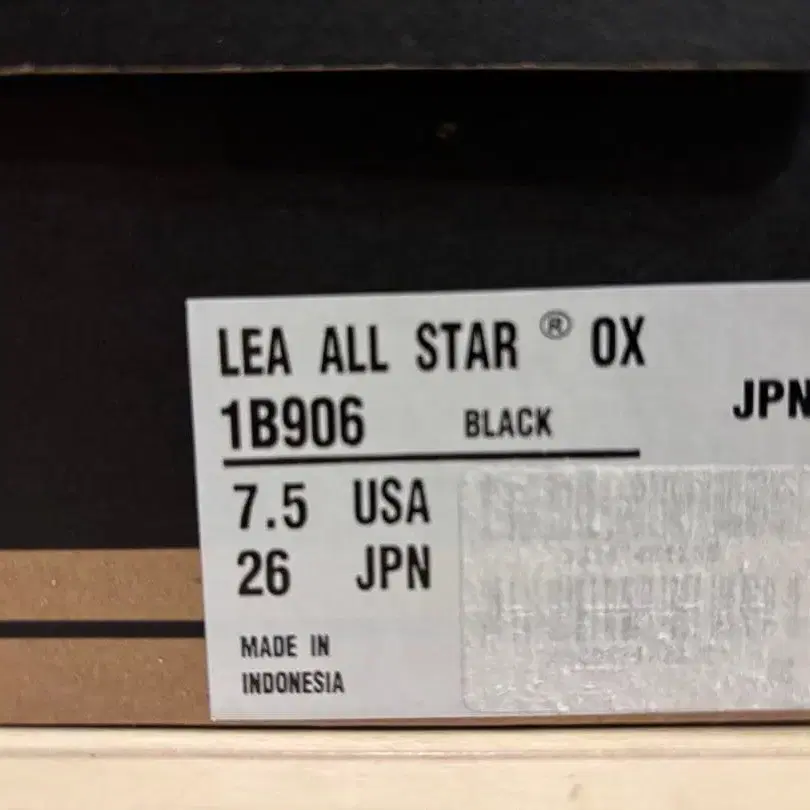 LEA ALL STAR ® OX
1B906 BLACK JPN
7.5 USA
26 JPN
MADE IN
INDONESIA